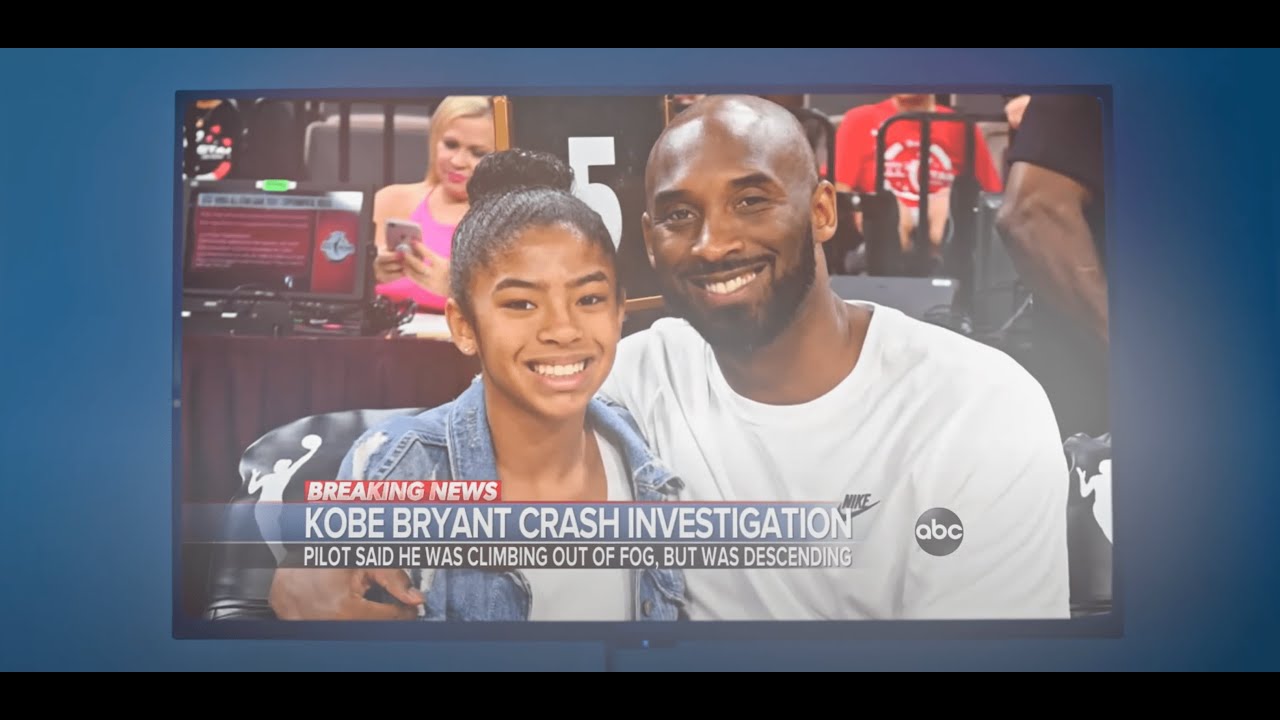 5
BREAKING NEWS
KOBE BRYANT CRASH INVESTIGATION
NIKE
abc
PILOT SAID HE WAS CLIMBING OUT OF FOG, BUT WAS DESCENDING